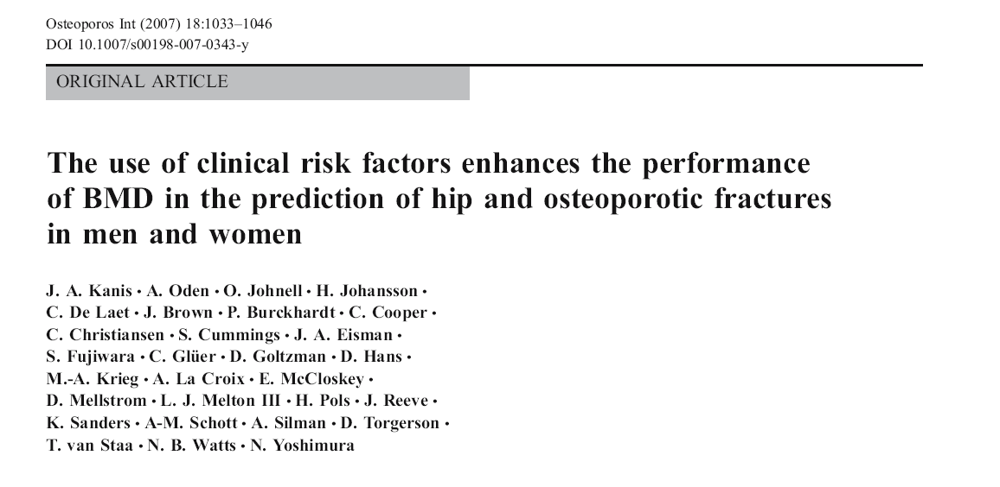 Osteoporos Int (2007) 18:1033–1046
DOI 10.1007/s00198-007-0343-y
ORIGINAL ARTICLE
The use of clinical risk factors enhances the performance
of BMD in the prediction of hip and osteoporotic fractures
in men and women
J. A. Kanis · A. Oden · O. Johnell · H. Johansson ·
C. De Laet · J. Brown · P. Burckhardt · C. Cooper ·
C. Christiansen · S. Cummings · J. A. Eisman ·
S. Fujiwara · C. Glüer · D. Goltzman · D. Hans ·
M.-A. Krieg · A. La Croix · E. McCloskey ·
D. Mellstrom · L. J. Melton III · H. Pols · J. Reeve ·
K. Sanders · A-M. Schott · A. Silman · D. Torgerson ·
T. van Staa · N. B. Watts · N. Yoshimura